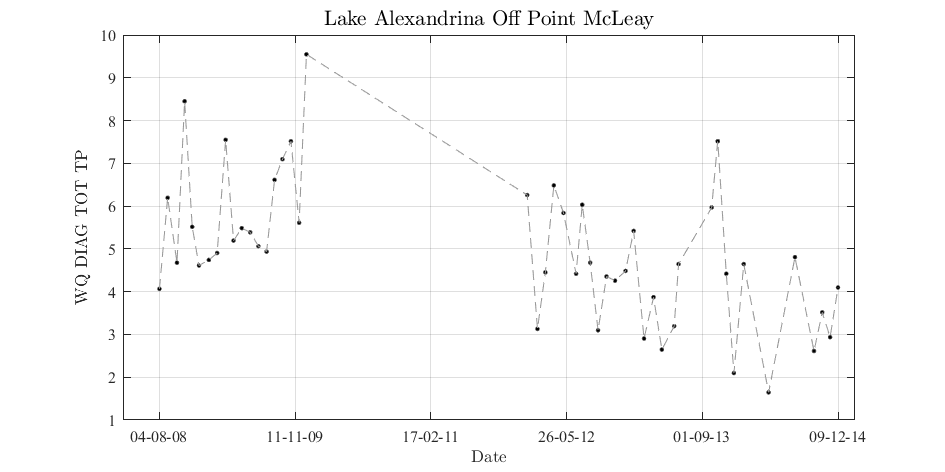 Lake Alexandrina Off Point McLeay
WQ DIAG TOT TP
10
9
8
7
6
5
4
3
2
1
04-08-08 11-11-09 17-02-11 26-05-12 01-09-13 09-12-14
Date